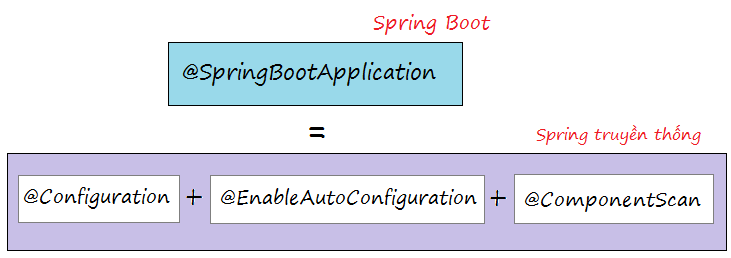 Spring Boot
@SpringBootApplication
=
Spring truyền thống
@Configuration + @EnableAutoConfiguration + @ComponentScan